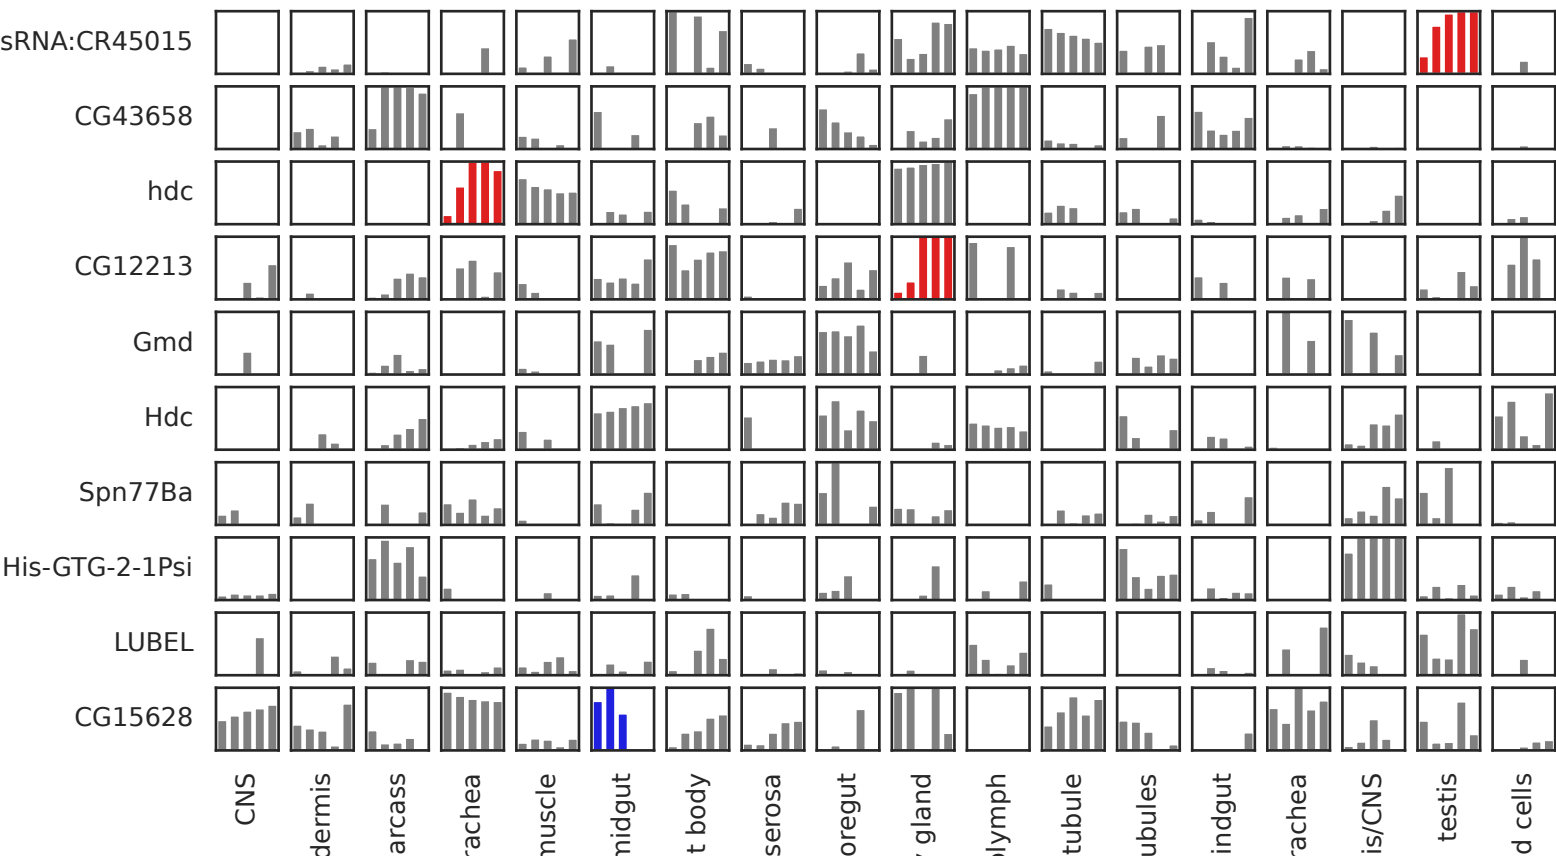 sRNA:CR45015
CG43658
hdc
CG12213
Gmd
Hdc
Spn77Ba
His-GTG-2-1Psi
LUBEL
CG15628
CNS
dermis
arcass
rachea
muscle
midgut
t body
serosa
oregut
gland
olymph
tubule
ubules
indgut
rachea
is/CNS
testis
d cells